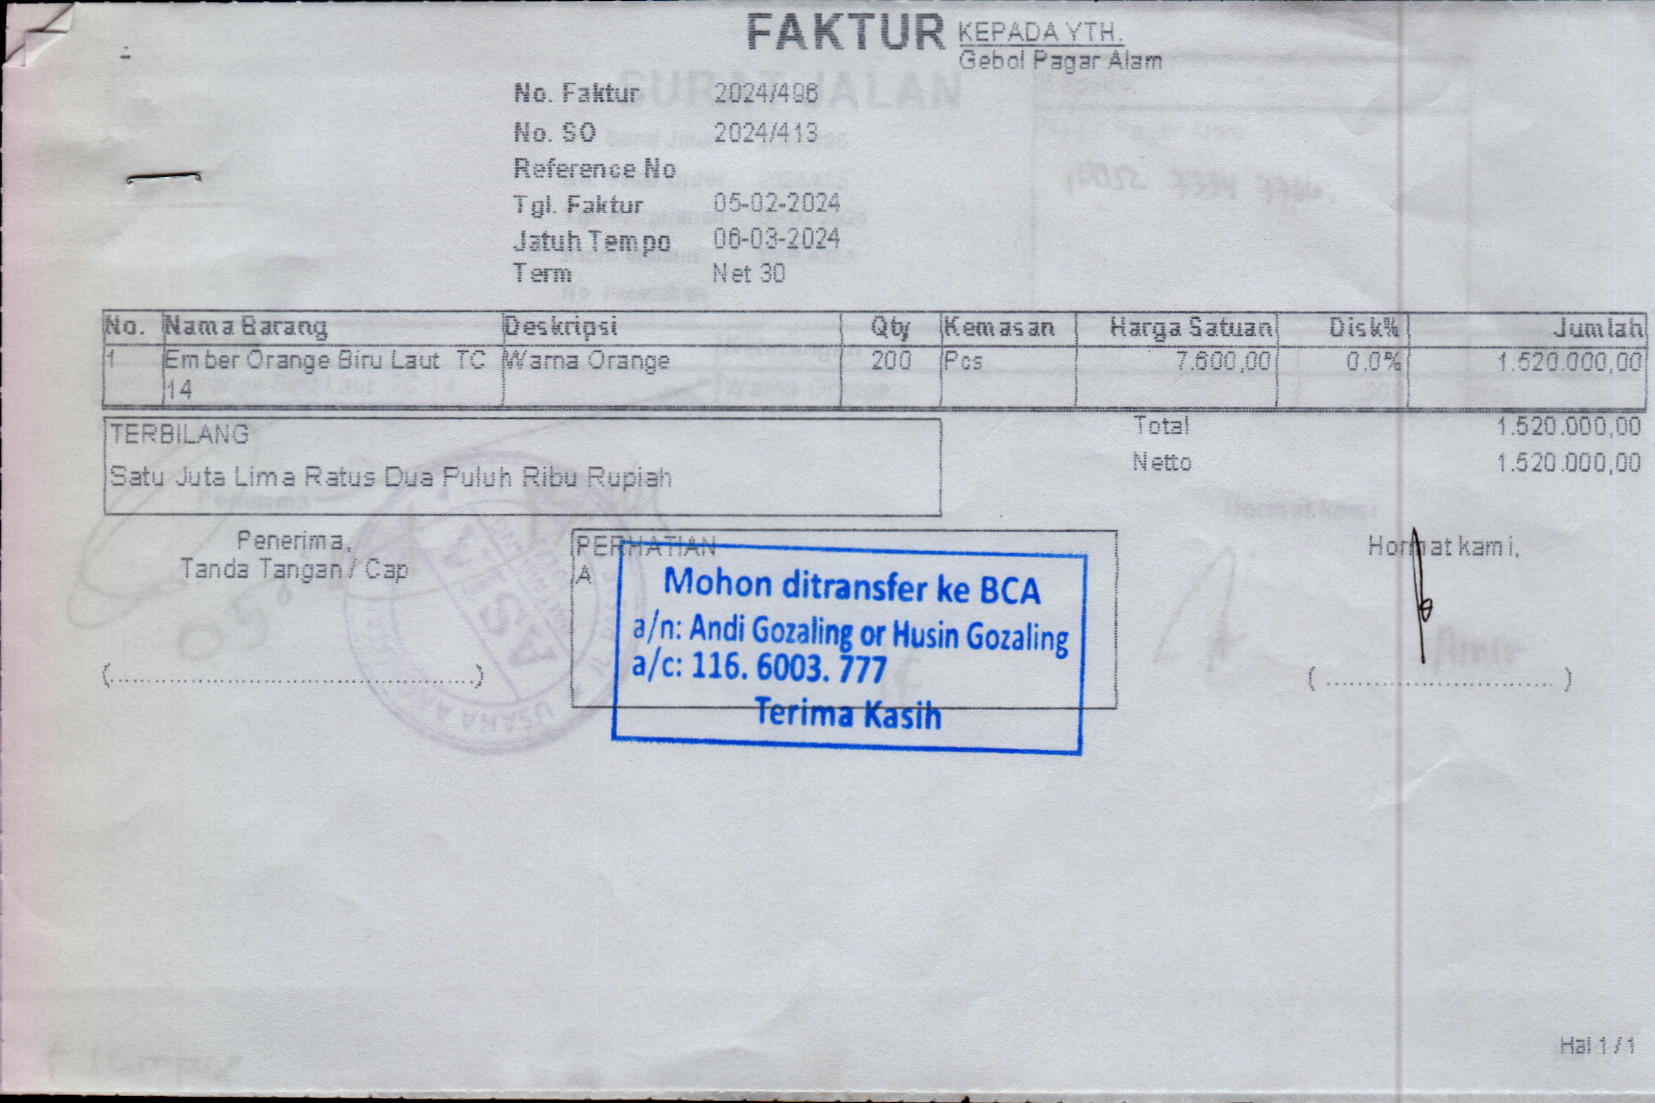 FAKTUR
KEPADA YTH.
Gebol Pagar Alam
No. Faktur 2024/496
No. SO 2024/413
Reference No
Tgl. Faktur 05-02-2024
Jatuh Tempo 06-03-2024
Term Net 30
No. Nama Barang Deskripsi Qty Kemasan Harga Satuan Disk% Jumlah
1 Ember Orange Biru Laut TC Warna Orange 200 Pcs 7.600,00 0.0% 1.520.000,00
14
TERBILANG
Satu Juta Lima Ratus Dua Puluh Ribu Rupiah
Total 1.520.000,00
Netto 1.520.000,00
Penerima,
Tanda Tangan / Cap
(..........................................)
PERHATIAN
A
Mohon ditransfer ke BCA
a/n: Andi Gozaling or Husin Gozaling
a/c: 116. 6003. 777
Terima Kasih
Hormat kami,
( ............................ )
Hal 1 / 1